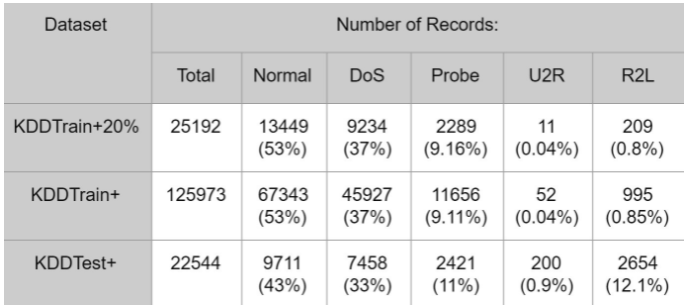 Dataset Number of Records:
Total Normal DoS Probe U2R R2L
KDDTrain+20% 25192 13449 9234 2289 11 209
(53%) (37%) (9.16%) (0.04%) (0.8%)
KDDTrain+ 125973 67343 45927 11656 52 995
(53%) (37%) (9.11%) (0.04%) (0.85%)
KDDTest+ 22544 9711 7458 2421 200 2654
(43%) (33%) (11%) (0.9%) (12.1%)